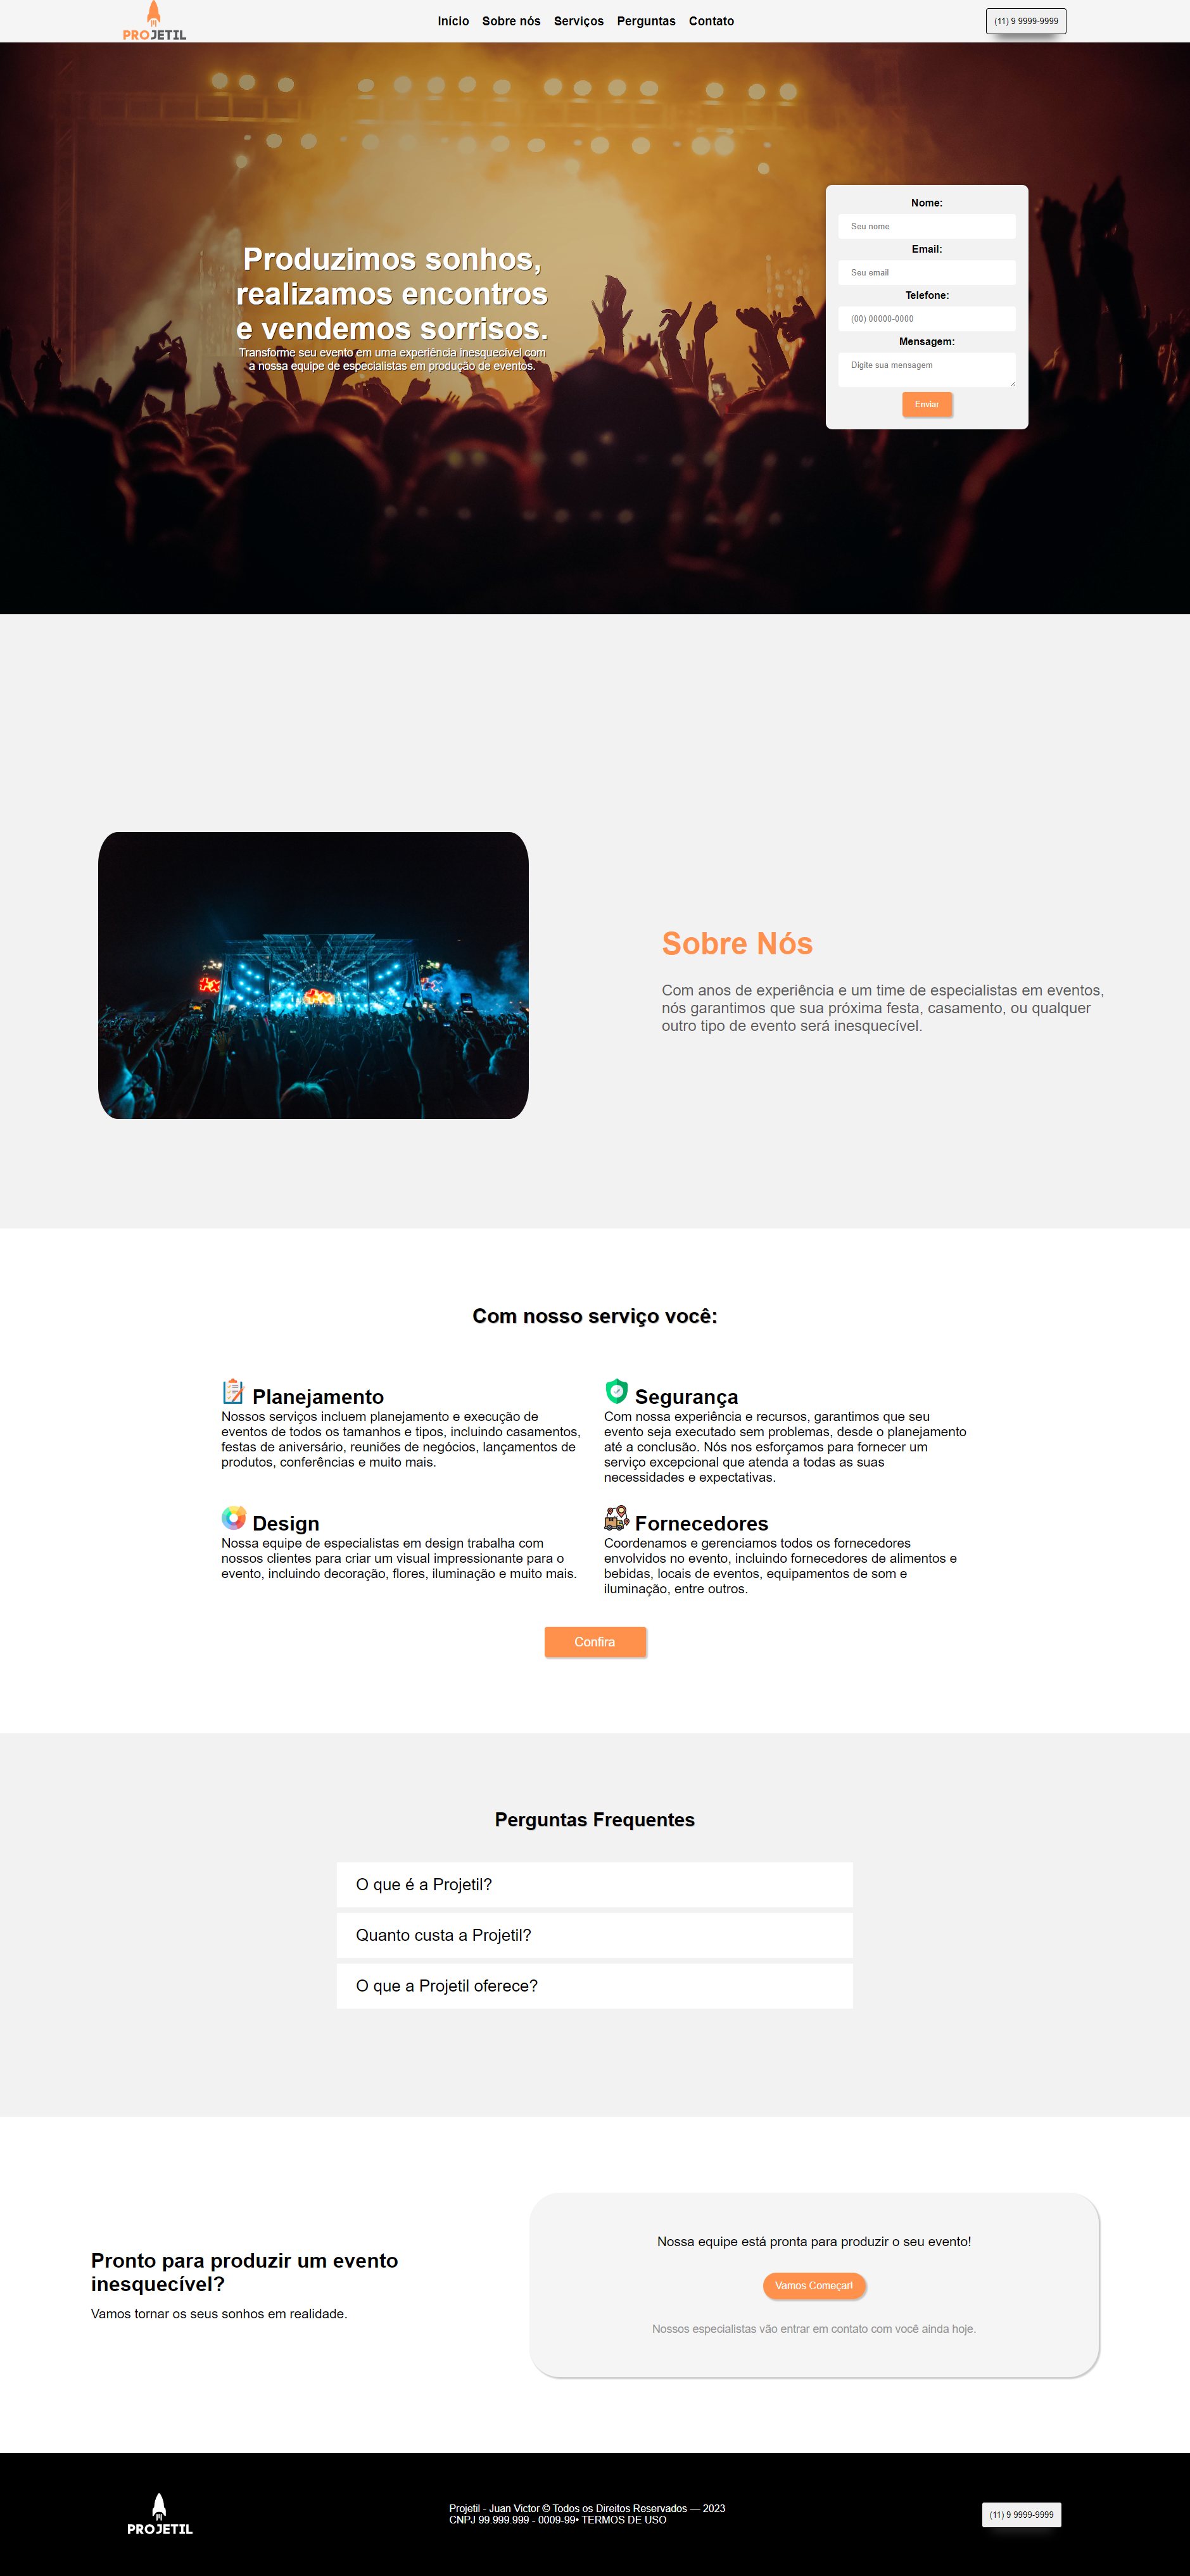 PROJETIL
Início Sobre nós Serviços Perguntas Contato
(11) 9 9999-9999
Produzimos sonhos,
realizamos encontros
e vendemos sorrisos.
Transforme seu evento em uma experiência inesquecível com
a nossa equipe de especialistas em produção de eventos.
Nome:
Seu nome
Email:
Seu email
Telefone:
(00) 00000-0000
Mensagem:
Digite sua mensagem
Enviar
Sobre Nós
Com anos de experiência e um time de especialistas em eventos,
nós garantimos que sua próxima festa, casamento, ou qualquer
outro tipo de evento será inesquecível.
Com nosso serviço você:
Planejamento
Nossos serviços incluem planejamento e execução de
eventos de todos os tamanhos e tipos, incluindo casamentos,
festas de aniversário, reuniões de negócios, lançamentos de
produtos, conferências e muito mais.
Segurança
Com nossa experiência e recursos, garantimos que seu
evento seja executado sem problemas, desde o planejamento
até a conclusão. Nós nos esforçamos para fornecer um
serviço excepcional que atenda a todas as suas
necessidades e expectativas.
Design
Nossa equipe de especialistas em design trabalha com
nossos clientes para criar um visual impressionante para o
evento, incluindo decoração, flores, iluminação e muito mais.
Fornecedores
Coordenamos e gerenciamos todos os fornecedores
envolvidos no evento, incluindo fornecedores de alimentos e
bebidas, locais de eventos, equipamentos de som e
iluminação, entre outros.
Confira
Perguntas Frequentes
O que é a Projetil?
Quanto custa a Projetil?
O que a Projetil oferece?
Pronto para produzir um evento
inesquecível?
Vamos tornar os seus sonhos em realidade.
Nossa equipe está pronta para produzir o seu evento!
Vamos Começar!
Nossos especialistas vão entrar em contato com você ainda hoje.
PROJETIL
Projetil - Juan Victor © Todos os Direitos Reservados — 2023
CNPJ 99.999.999 - 0009-99• TERMOS DE USO
(11) 9 9999-9999